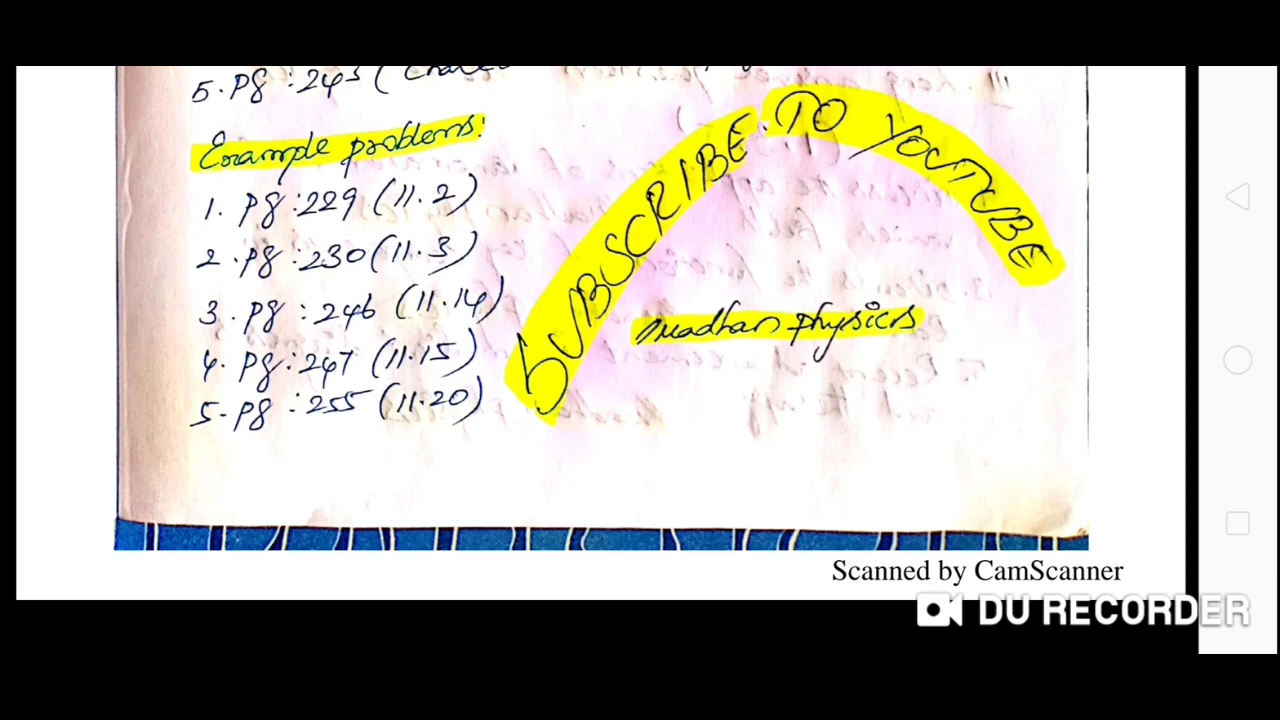 5. Pg : 243 (
Example problems:
1. Pg : 229 (11.2)
2. Pg : 230 (11.3)
3. Pg : 246 (11.14)
4. Pg : 247 (11.15)
5. Pg : 255 (11.20)
SUBSCRIBE TO YOUTUBE
madhan physics
Scanned by CamScanner
DU RECORDER